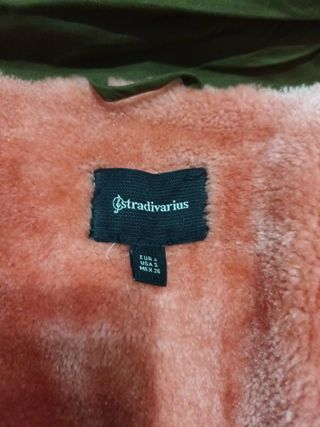 stradivarius
EUR S
USA S
MEX 26